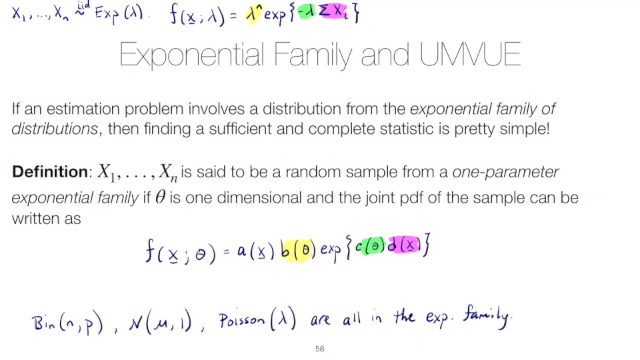 X₁, ..., Xₙ iid~ Exp(λ). f(x; λ) = λⁿ exp{-λ Σ Xᵢ}
Exponential Family and UMVUE
If an estimation problem involves a distribution from the exponential family of
distributions, then finding a sufficient and complete statistic is pretty simple!
Definition: X₁, . . . , Xₙ is said to be a random sample from a one-parameter
exponential family if θ is one dimensional and the joint pdf of the sample can be
written as
f(x; θ) = a(x) b(θ) exp{c(θ) d(x)}
Bin(n,p), N(μ,1), Poisson(λ) are all in the exp. family.
58